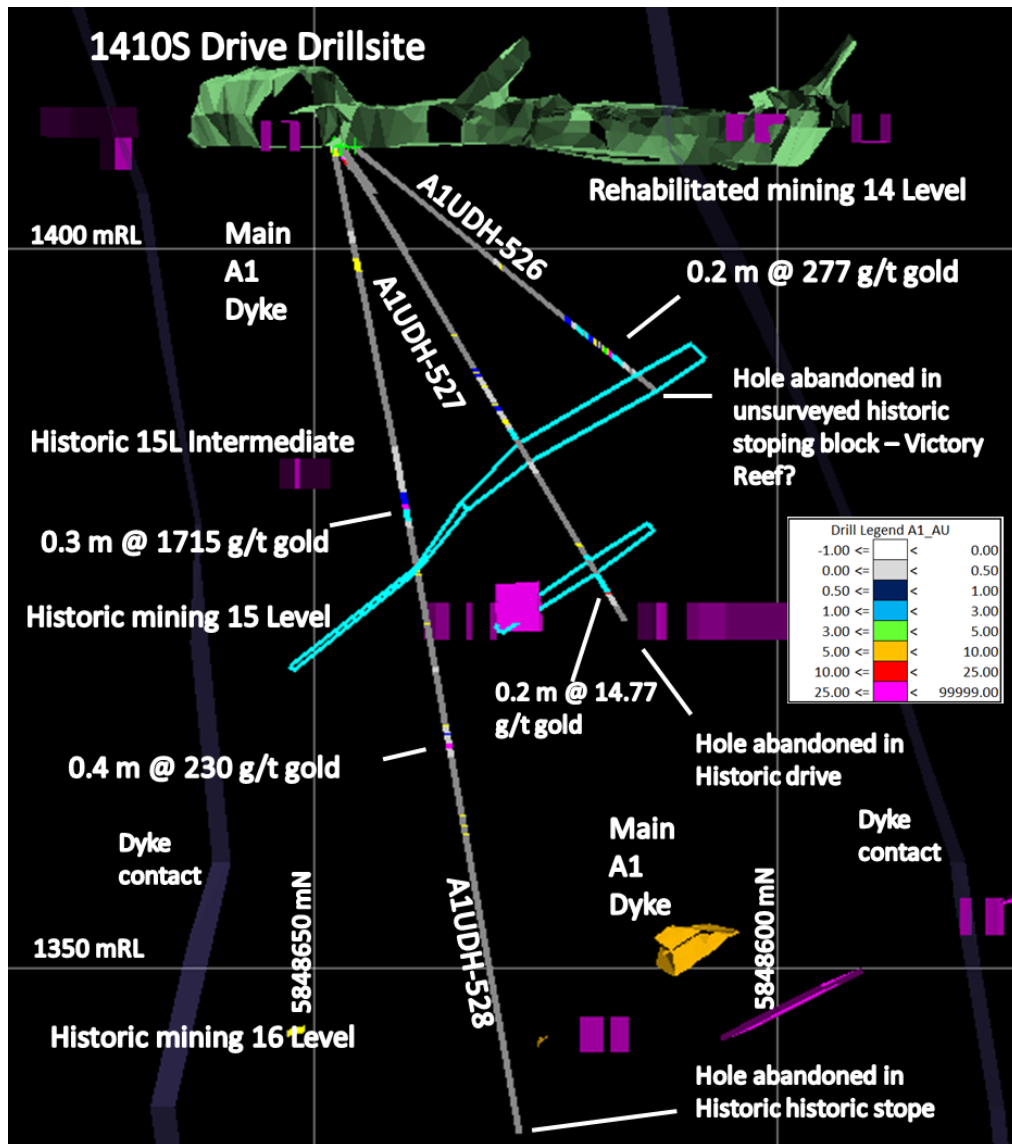 1410S Drive Drillsite
A1UDH-526
Rehabilitated mining 14 Level
1400 mRL
Main
A1
Dyke
0.2 m @ 277 g/t gold
A1UDH-527
Hole abandoned in
unsurveyed historic
stoping block – Victory
Reef?
Historic 15L Intermediate
0.3 m @ 1715 g/t gold
Drill Legend A1_AU
-1.00 <= < 0.00
0.00 <= < 0.50
0.50 <= < 1.00
1.00 <= < 3.00
3.00 <= < 5.00
5.00 <= < 10.00
10.00 <= < 25.00
25.00 <= < 99999.00
Historic mining 15 Level
0.2 m @ 14.77
g/t gold
Hole abandoned in
Historic drive
0.4 m @ 230 g/t gold
Dyke
contact
Main
A1
Dyke
Dyke
contact
5848650 mN
5848600 mN
A1UDH-528
1350 mRL
Historic mining 16 Level
Hole abandoned in
Historic historic stope